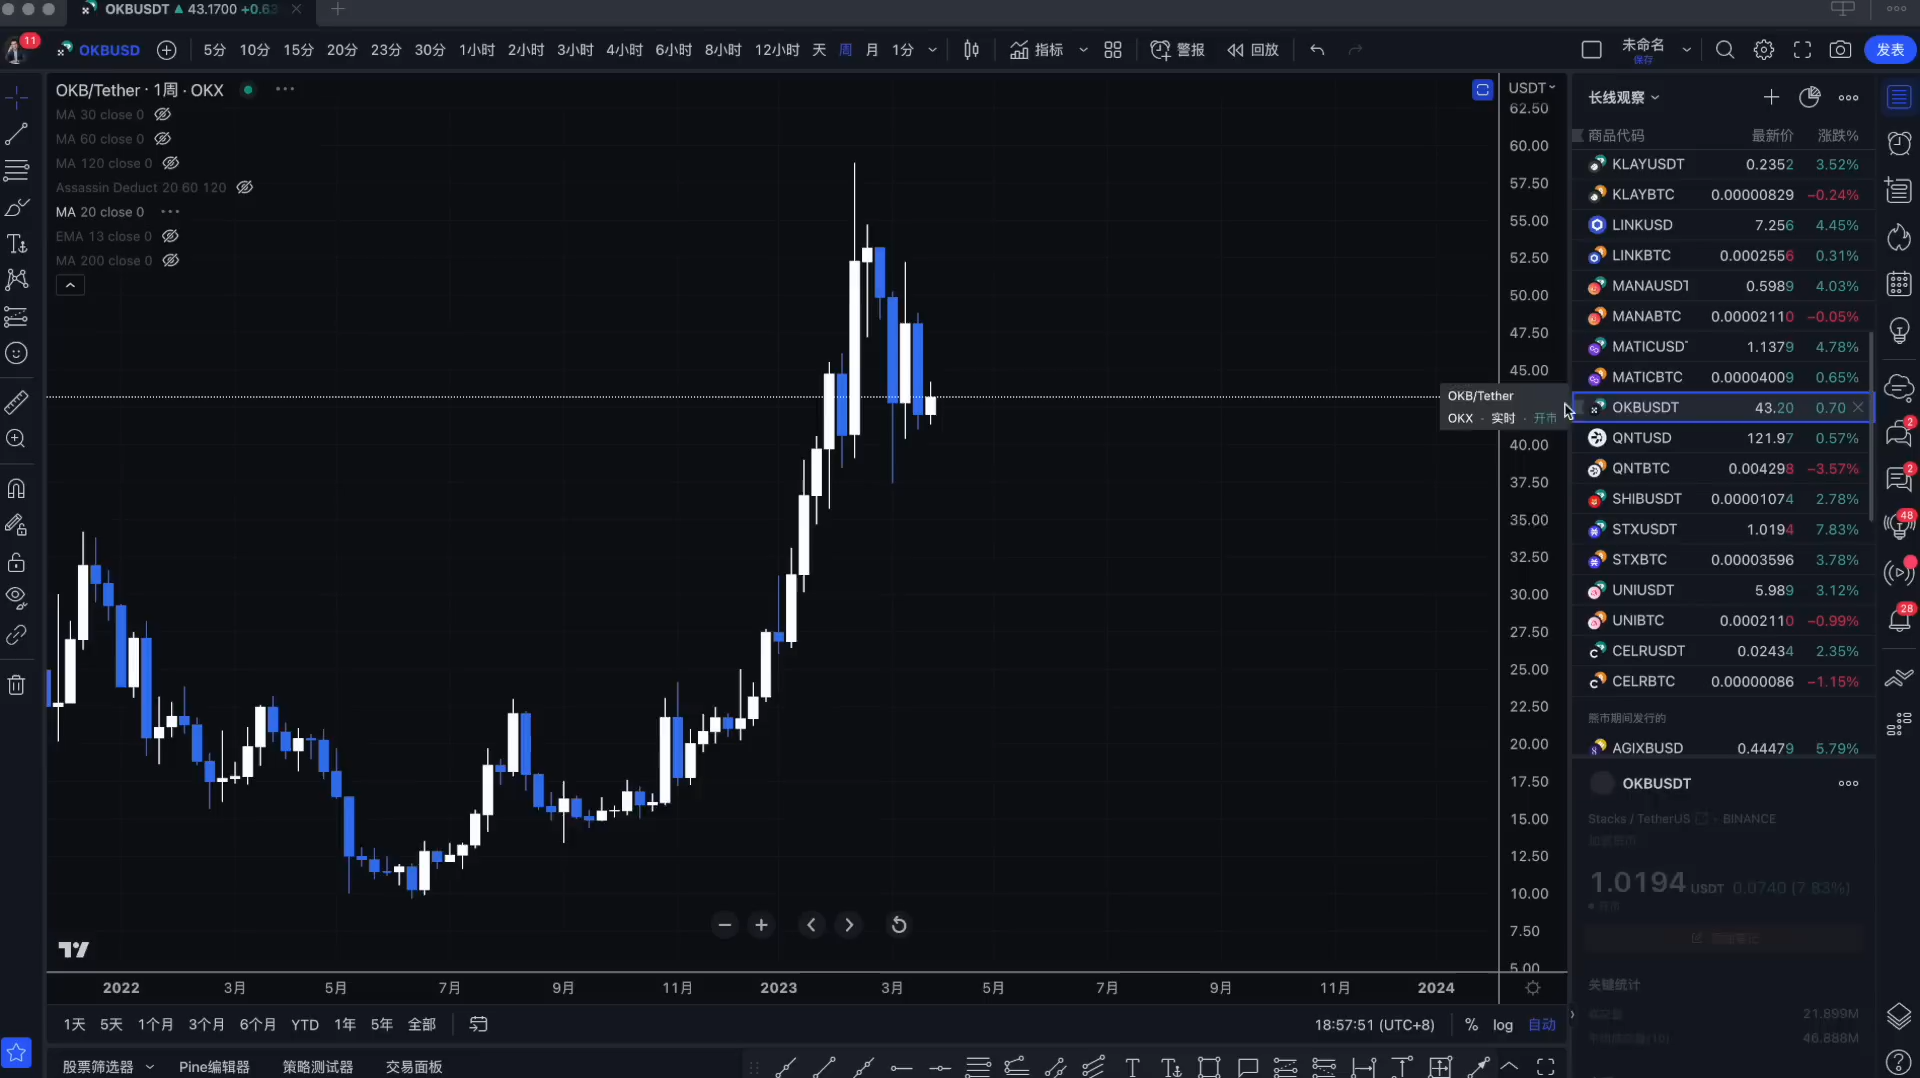 OKBUSDT ▲ 43.1700 +0.63
11
OKBUSD 5分 10分 15分 20分 23分 30分 1小时 2小时 3小时 4小时 6小时 8小时 12小时 天 周 月 1分 指标 警报 回放 未命名 保存 发表
OKB/Tether · 1周 · OKX
MA 30 close 0
MA 60 close 0
MA 120 close 0
Assassin Deduct 20 60 120
MA 20 close 0
EMA 13 close 0
MA 200 close 0
USDT
62.50
60.00
57.50
55.00
52.50
50.00
47.50
45.00
40.00
37.50
35.00
32.50
30.00
27.50
25.00
22.50
20.00
17.50
15.00
12.50
10.00
7.50
5.00
OKB/Tether
OKX · 实时 · 开市
2022 3月 5月 7月 9月 11月 2023 3月 5月 7月 9月 11月 2024
1天 5天 1个月 3个月 6个月 YTD 1年 5年 全部 18:57:51 (UTC+8) % log 自动
股票筛选器 Pine编辑器 策略测试器 交易面板
长线观察
商品代码 最新价 涨跌%
KLAYUSDT 0.2352 3.52%
KLAYBTC 0.00000829 −0.24%
LINKUSD 7.256 4.45%
LINKBTC 0.0002556 0.31%
MANAUSDT 0.5989 4.03%
MANABTC 0.00002110 −0.05%
MATICUSDT 1.1379 4.78%
MATICBTC 0.00004009 0.65%
OKBUSDT 43.20 0.70
QNTUSD 121.97 0.57%
QNTBTC 0.004298 −3.57%
SHIBUSDT 0.00001074 2.78%
STXUSDT 1.0194 7.83%
STXBTC 0.00003596 3.78%
UNIUSDT 5.989 3.12%
UNIBTC 0.0002110 −0.99%
CELRUSDT 0.02434 2.35%
CELRBTC 0.00000086 −1.15%
熊市期间发行的
AGIXBUSD 0.44479 5.79%
OKBUSDT
Stacks / TetherUS · BINANCE
1.0194 USDT 0.0740 (7.83%)
关键统计
21.899M
46.888M
2
2
48
28